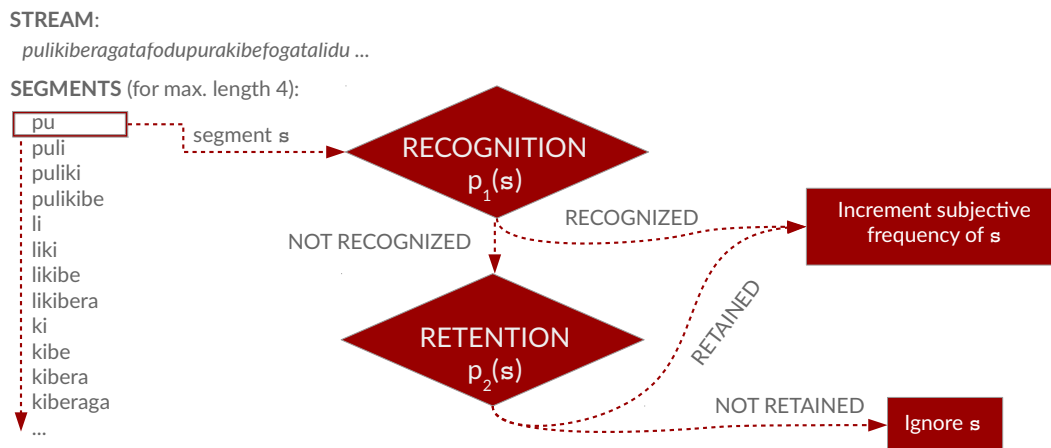 STREAM:
pulikiberagatafodupurakibefogatalidu ...
SEGMENTS (for max. length 4):
pu
puli
puliki
pulikibe
li
liki
likibe
likibera
ki
kibe
kibera
kiberaga
...
segment s
RECOGNITION
p1(s)
RECOGNIZED
NOT RECOGNIZED
Increment subjective
frequency of s
RETENTION
p2(s)
RETAINED
NOT RETAINED
Ignore s